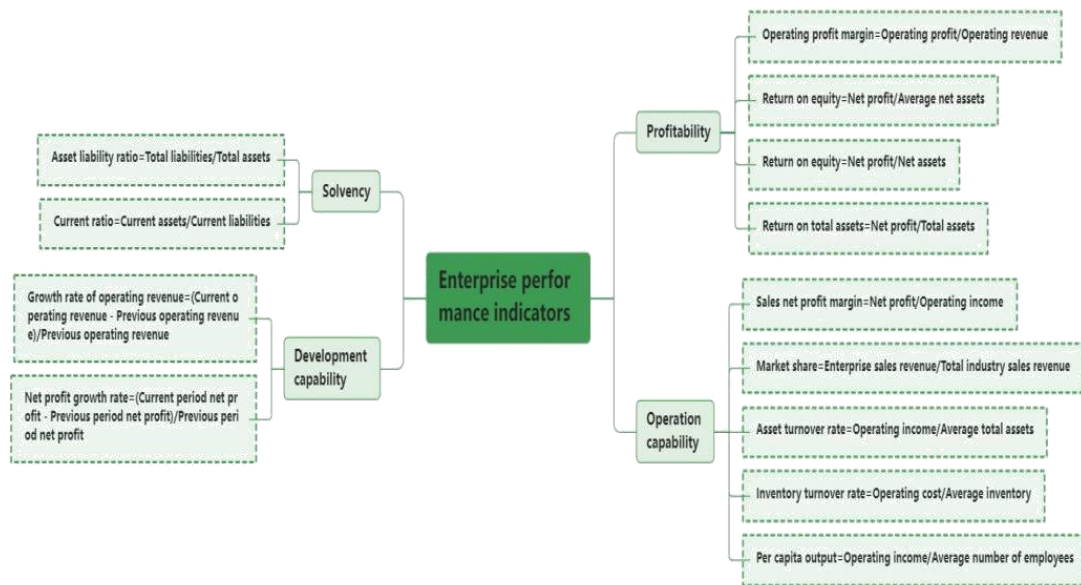 Enterprise perfor
mance indicators
Solvency
Asset liability ratio=Total liabilities/Total assets
Current ratio=Current assets/Current liabilities
Development
capability
Growth rate of operating revenue=(Current o
perating revenue - Previous operating revenu
e)/Previous operating revenue
Net profit growth rate=(Current period net pr
ofit - Previous period net profit)/Previous peri
od net profit
Profitability
Operating profit margin=Operating profit/Operating revenue
Return on equity=Net profit/Average net assets
Return on equity=Net profit/Net assets
Return on total assets=Net profit/Total assets
Operation
capability
Sales net profit margin=Net profit/Operating income
Market share=Enterprise sales revenue/Total industry sales revenue
Asset turnover rate=Operating income/Average total assets
Inventory turnover rate=Operating cost/Average inventory
Per capita output=Operating income/Average number of employees